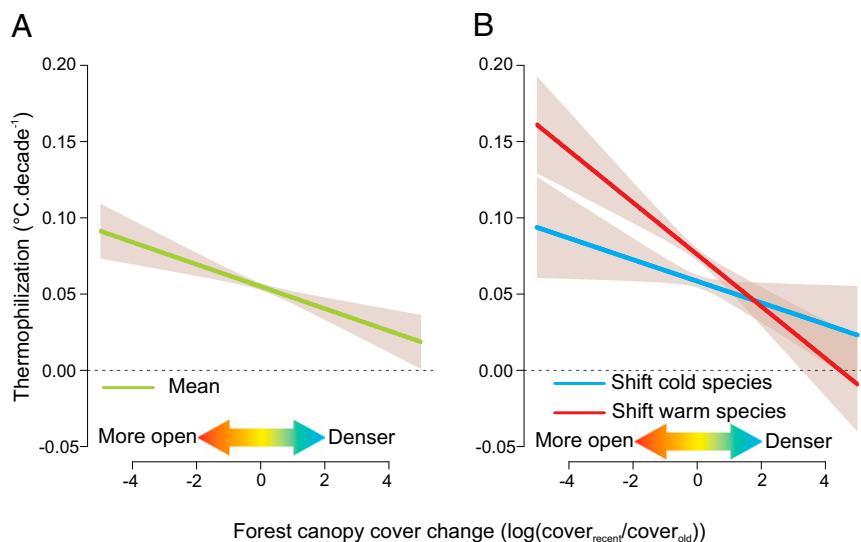 A
B
Thermophilization (°C.decade⁻¹)
0.20
0.15
0.10
0.05
0.00
-0.05
Mean
More open
Denser
-4
-2
0
2
4
0.20
0.15
0.10
0.05
0.00
-0.05
Shift cold species
Shift warm species
More open
Denser
-4
-2
0
2
4
Forest canopy cover change (log(cover_recent/cover_old))